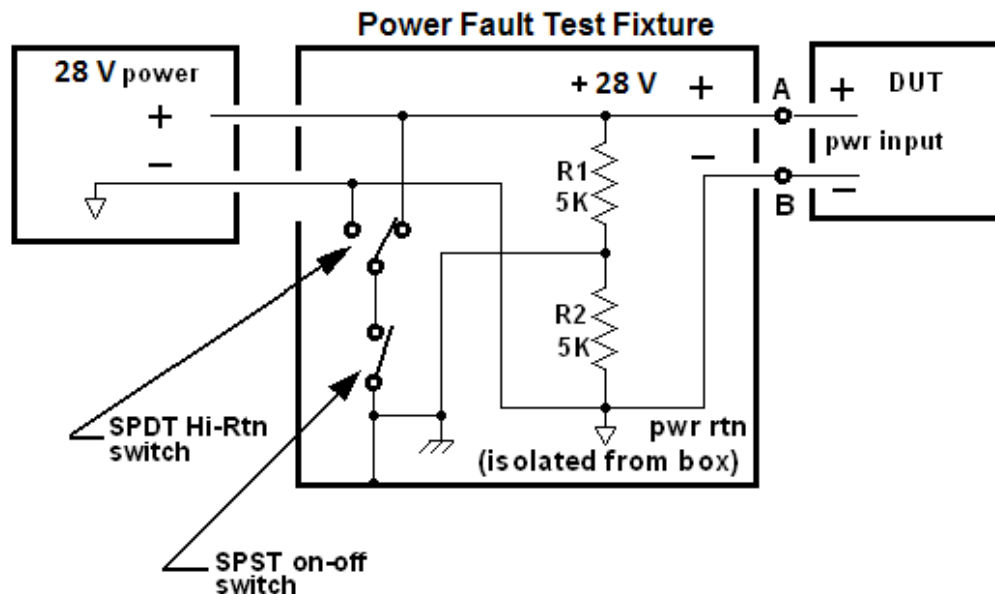 Power Fault Test Fixture
28 V power
+
−
+ 28 V
+
−
A
B
+
DUT
pwr input
−
R1
5K
R2
5K
SPDT Hi-Rtn
switch
pwr rtn
(isolated from box)
SPST on-off
switch